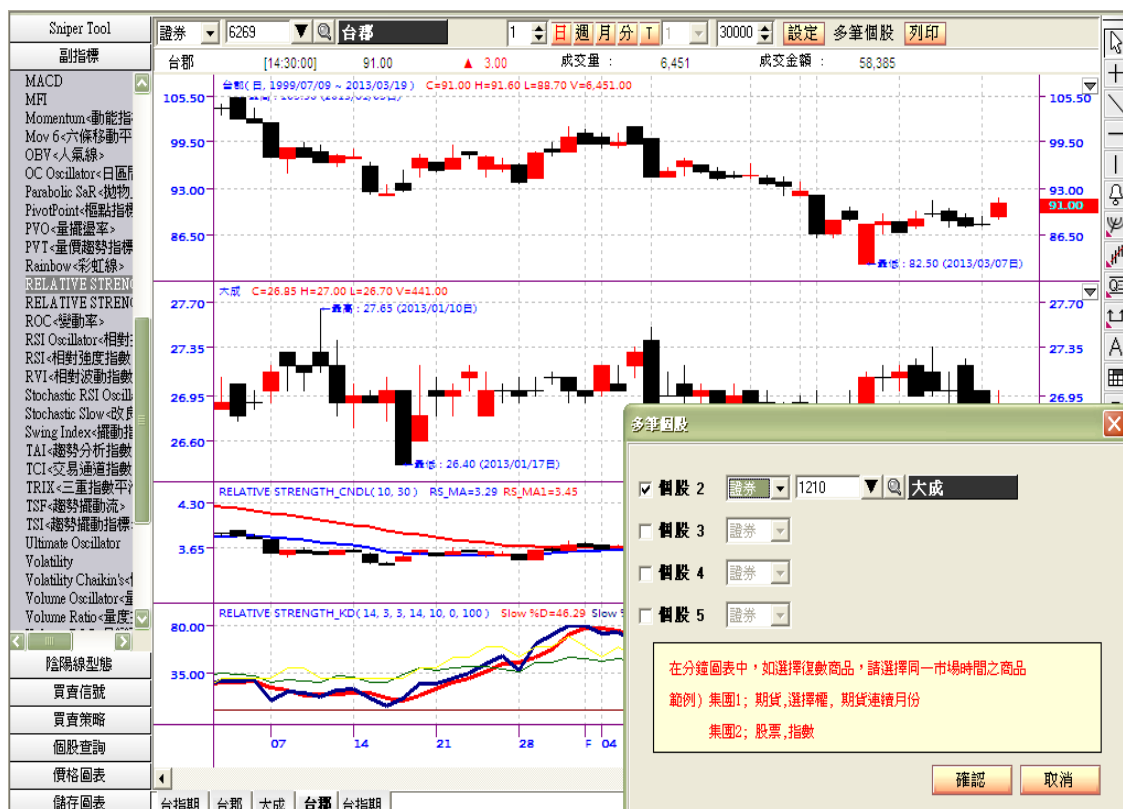 Sniper Tool
副指標
MACD
MFI
Momentum<動能指
Mov 6<六條移動平
OBV<人氣線>
OC Oscillator<日區間
Parabolic SaR<拋物
PivotPoint<樞點指標
PVO<量擺盪率>
PVT<量價趨勢指標
Rainbow<彩虹線>
RELATIVE STREN
RELATIVE STREN
ROC<變動率>
RSI Oscillator<相對
RSI<相對強度指數
RVI<相對波動指數
Stochastic RSI Oscill
Stochastic Slow<改良
Swing Index<擺動指
TAI<趨勢分析指數
TCI<交易通道指數
TRIX<三重指數平滑
TSF<趨勢擺動流>
TSI<趨勢擺動指標
Ultimate Oscillator
Volatility
Volatility Chaikin's<
Volume Oscillator<量
Volume Ratio<量度
陰陽線型態
買賣信號
買賣策略
個股查詢
價格圖表
儲存圖表
證券 6269 台郡 1 日 週 月 分 T 1 30000 設定 多筆個股 列印
台郡 [14:30:00] 91.00 ▲ 3.00 成交量 : 6,451 成交金額 : 58,385
台郡(日, 1999/07/09 ~ 2013/03/19) C=91.00 H=91.60 L=88.70 V=6,451.00
105.50 105.50
99.50 99.50
93.00 93.00
91.00
86.50 86.50
最低 : 82.50 (2013/03/07日)
大成 C=26.85 H=27.00 L=26.70 V=441.00
27.70 27.70
最高 : 27.65 (2013/01/10日)
27.35 27.35
26.95 26.95
26.60
最低 : 26.40 (2013/01/17日)
RELATIVE STRENGTH_CNDL(10, 30) RS_MA=3.29 RS_MA1=3.45
4.30
3.65
RELATIVE STRENGTH_KD(14, 3, 3, 14, 10, 0, 100) Slow %D=46.29 Slow
80.00
35.00
07 14 21 28 F 04
台指期 台郡 大成 台郡 台指期
多筆個股
個股 2 證券 1210 大成
個股 3 證券
個股 4 證券
個股 5 證券
在分鐘圖表中，如選擇復數商品，請選擇同一市場時間之商品
範例) 集團1; 期貨,選擇權, 期貨連續月份
集團2; 股票,指數
確認 取消